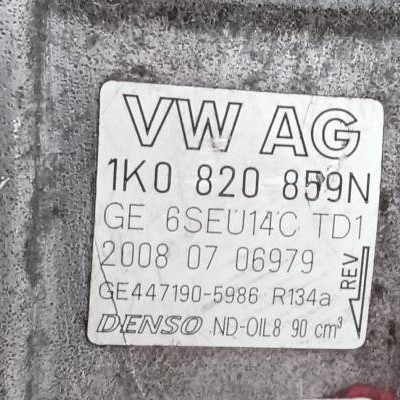 VW AG
1K0 820 859N
GE 6SEU14C TD1
2008 07 06979
GE447190-5986 R134a
REV
DENSO ND-OIL8 90 cm³